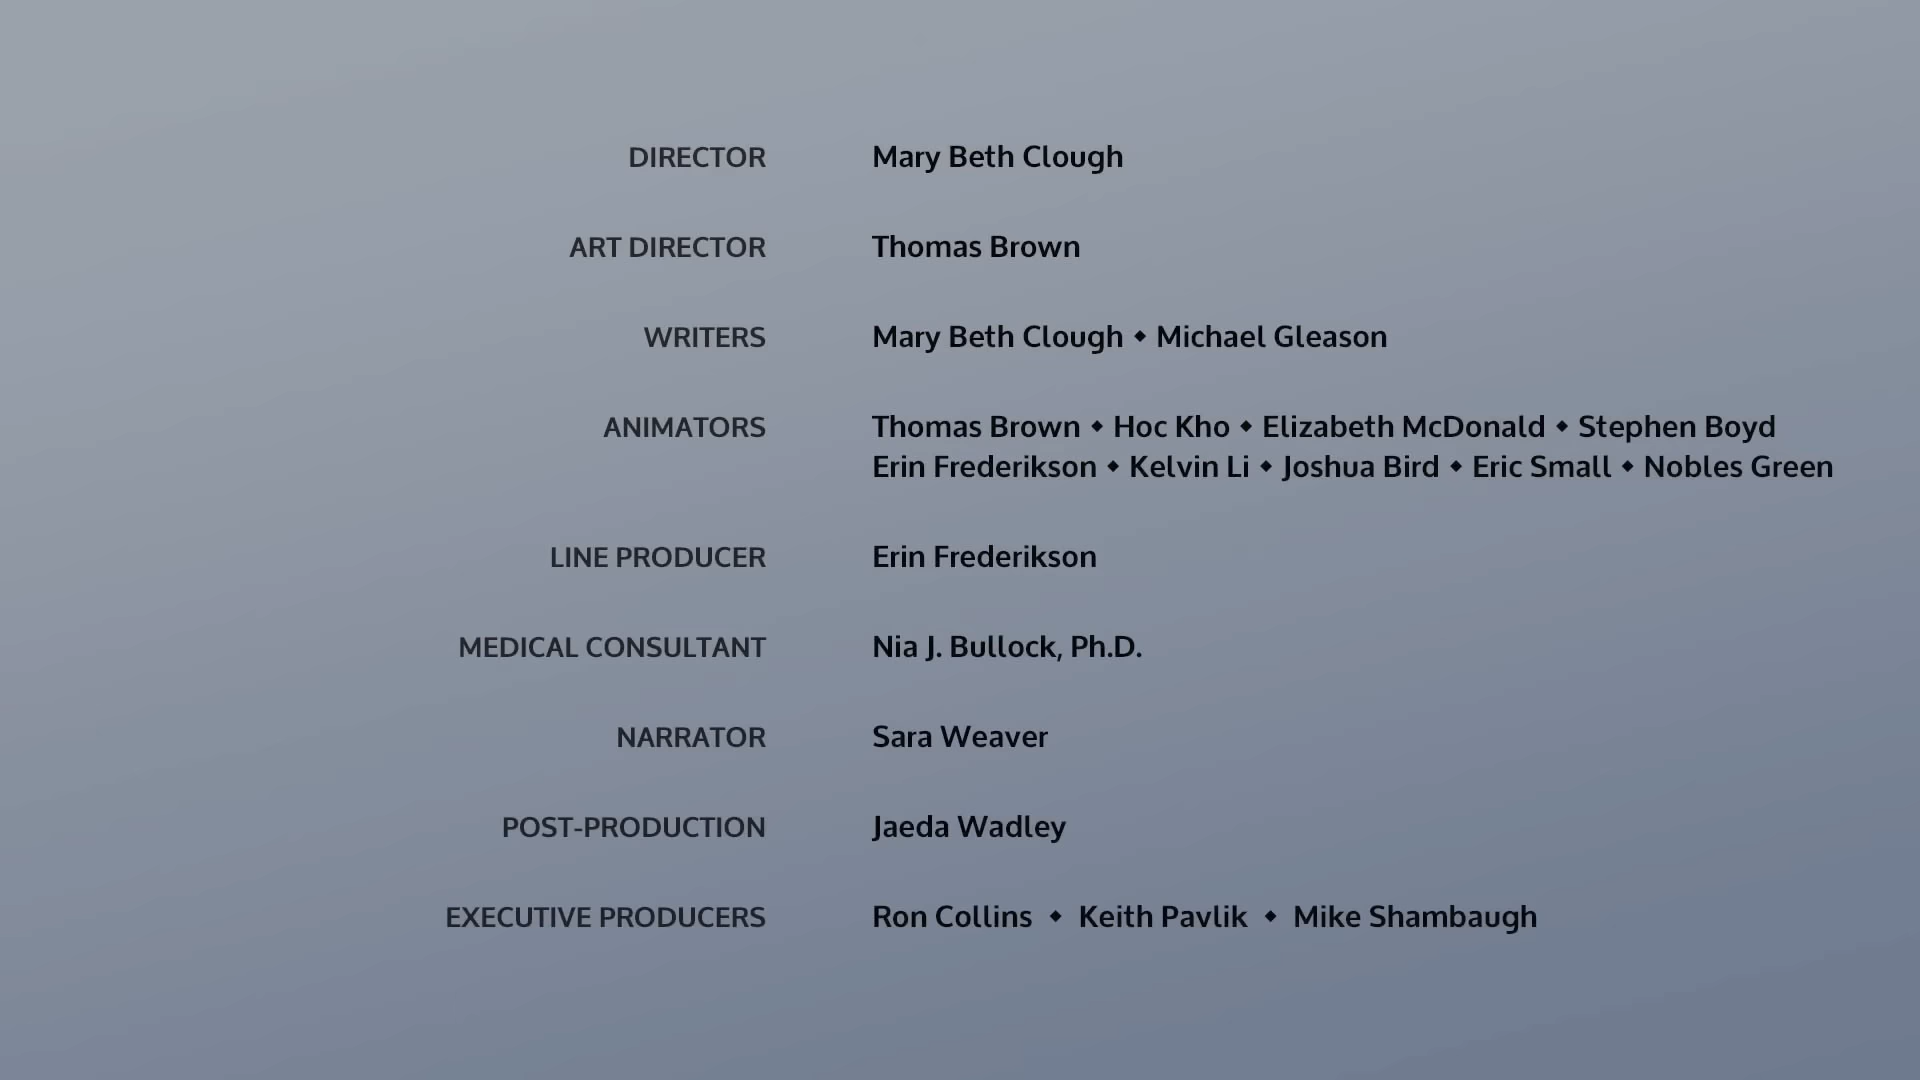 DIRECTOR Mary Beth Clough
ART DIRECTOR Thomas Brown
WRITERS Mary Beth Clough ◆ Michael Gleason
ANIMATORS Thomas Brown ◆ Hoc Kho ◆ Elizabeth McDonald ◆ Stephen Boyd
Erin Frederikson ◆ Kelvin Li ◆ Joshua Bird ◆ Eric Small ◆ Nobles Green
LINE PRODUCER Erin Frederikson
MEDICAL CONSULTANT Nia J. Bullock, Ph.D.
NARRATOR Sara Weaver
POST-PRODUCTION Jaeda Wadley
EXECUTIVE PRODUCERS Ron Collins ◆ Keith Pavlik ◆ Mike Shambaugh